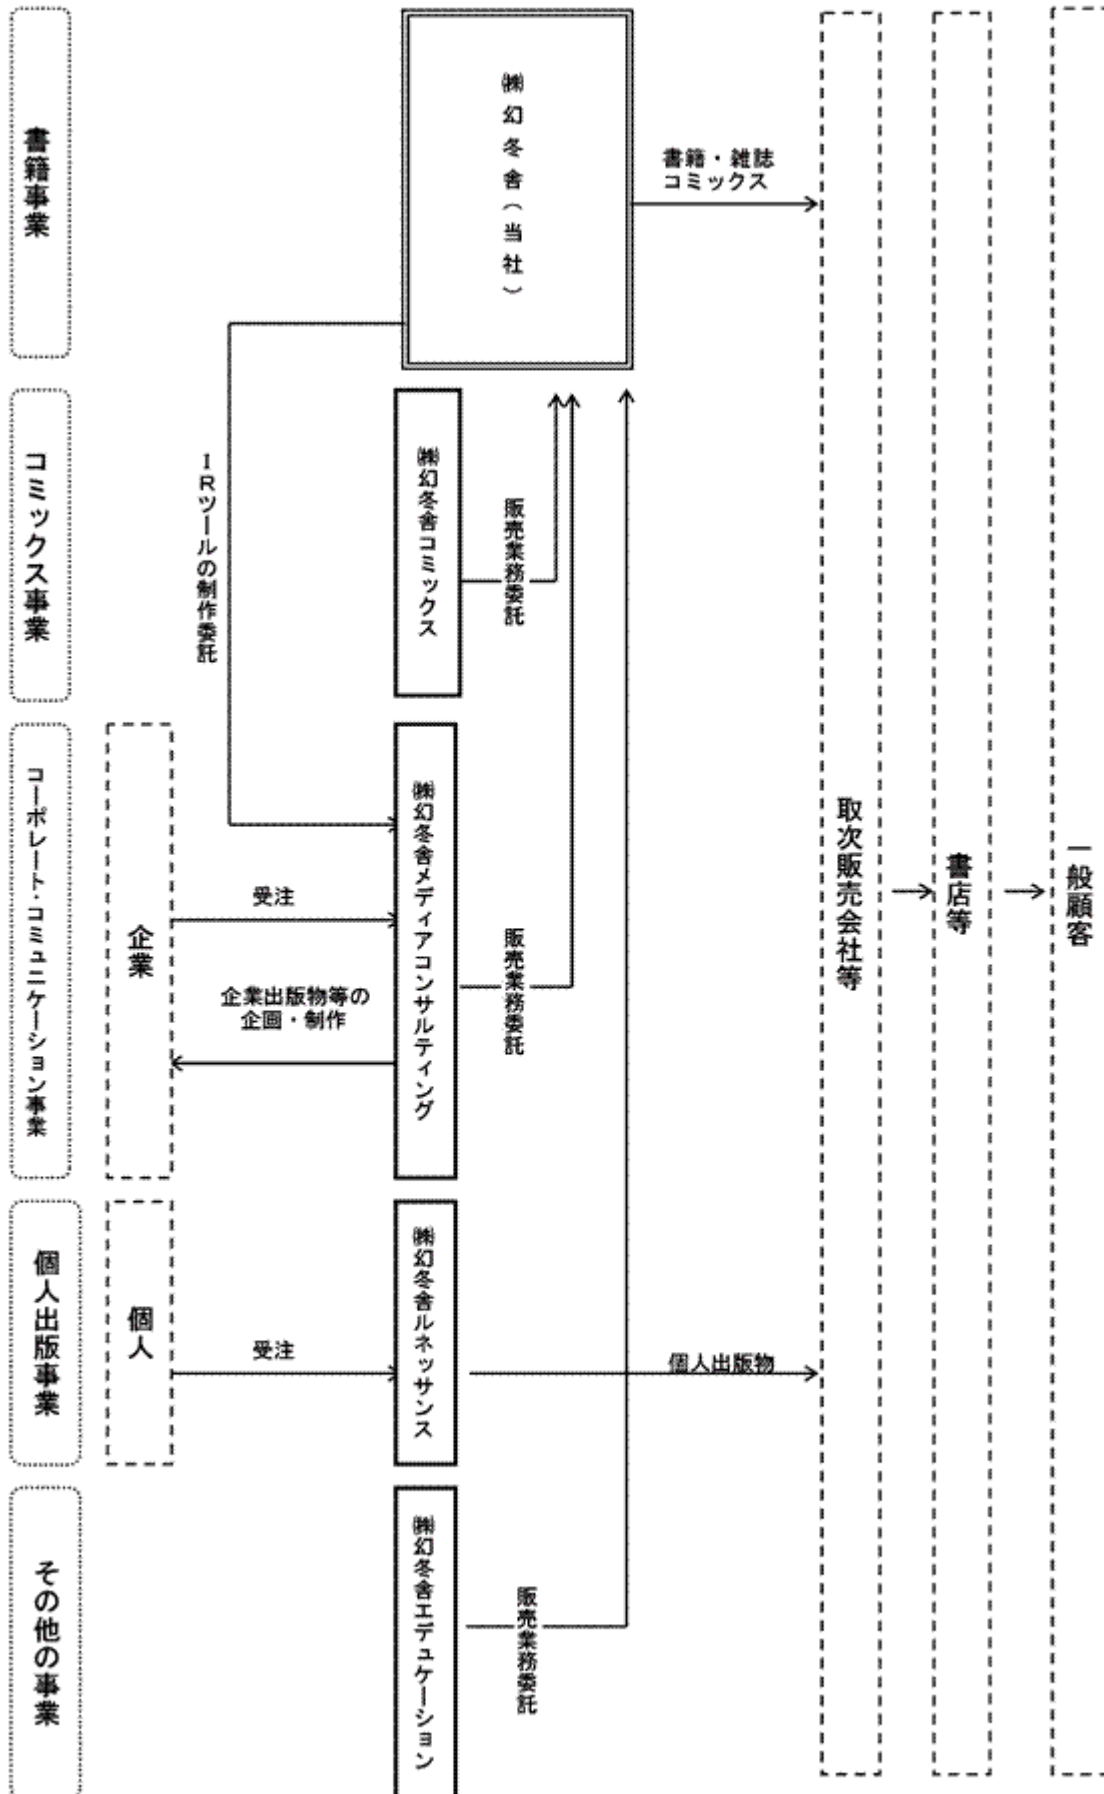 書籍事業
㈱幻冬舎(当社)
書籍・雑誌
コミックス
コミックス事業
IRツールの制作委託
㈱幻冬舎コミックス
販売業務委託
コーポレート・コミュニケーション事業
企業
受注
企業出版物等の
企画・制作
㈱幻冬舎メディアコンサルティング
販売業務委託
個人出版事業
個人
受注
㈱幻冬舎ルネッサンス
個人出版物
その他の事業
㈱幻冬舎エデュケーション
販売業務委託
取次販売会社等
書店等
一般顧客